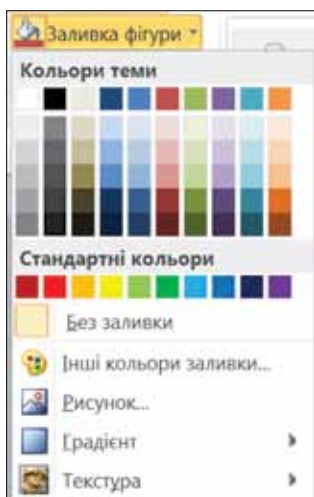 Заливка фігури
Кольори теми
Стандартні кольори
Без заливки
Інші кольори заливки...
Рисунок...
Градієнт
Текстура